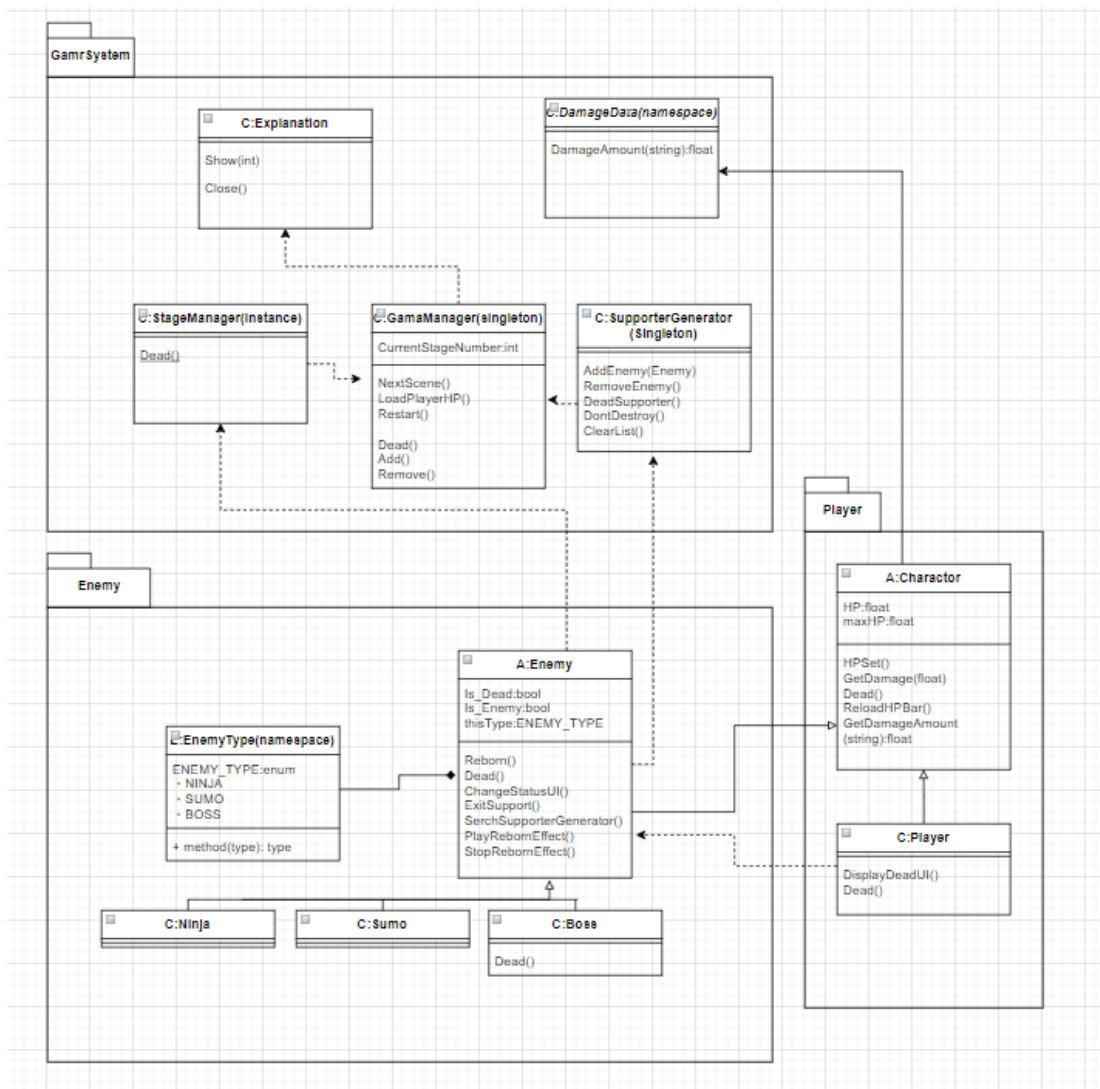 GamrSystem
C:Explanation
Show(int)
Close()
C:DamageData(namespace)
DamageAmount(string):float
C:StageManager(instance)
Dead()
C:GamaManager(singleton)
CurrentStageNumber:int
NextScene()
LoadPlayerHP()
Restart()
Dead()
Add()
Remove()
C:SupporterGenerator
(Singleton)
AddEnemy(Enemy)
RemoveEnemy()
DeadSupporter()
DontDestroy()
ClearList()
Player
A:Charactor
HP:float
maxHP:float
HPSet()
GetDamage(float)
Dead()
ReloadHPBar()
GetDamageAmount
(string):float
C:Player
DisplayDeadUI()
Dead()
Enemy
A:Enemy
Is_Dead:bool
Is_Enemy:bool
thisType:ENEMY_TYPE
Reborn()
Dead()
ChangeStatusUI()
ExitSupport()
SerchSupporterGenerator()
PlayRebornEffect()
StopRebornEffect()
E:EnemyType(namespace)
ENEMY_TYPE:enum
- NINJA
- SUMO
- BOSS
+ method(type): type
C:Ninja
C:Sumo
C:Boss
Dead()